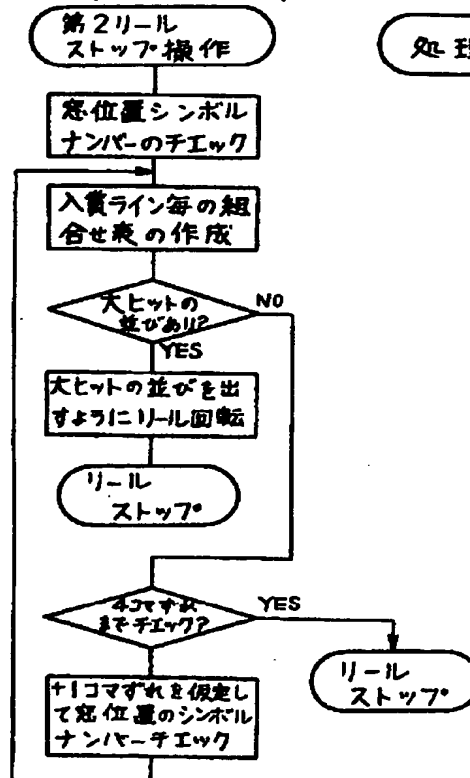 第2リール
ストップ操作
処理
窓位置シンボル
ナンバーのチエック
入賞ライン毎の組
合せ表の作成
大ヒットの
並びあり?
NO
YES
大ヒットの並びを出
すようにリール回転
リール
ストップ
4コマずれ
までチエック?
YES
リール
ストップ
+1コマずれを仮定し
て窓位置のシンボル
ナンバーチエック